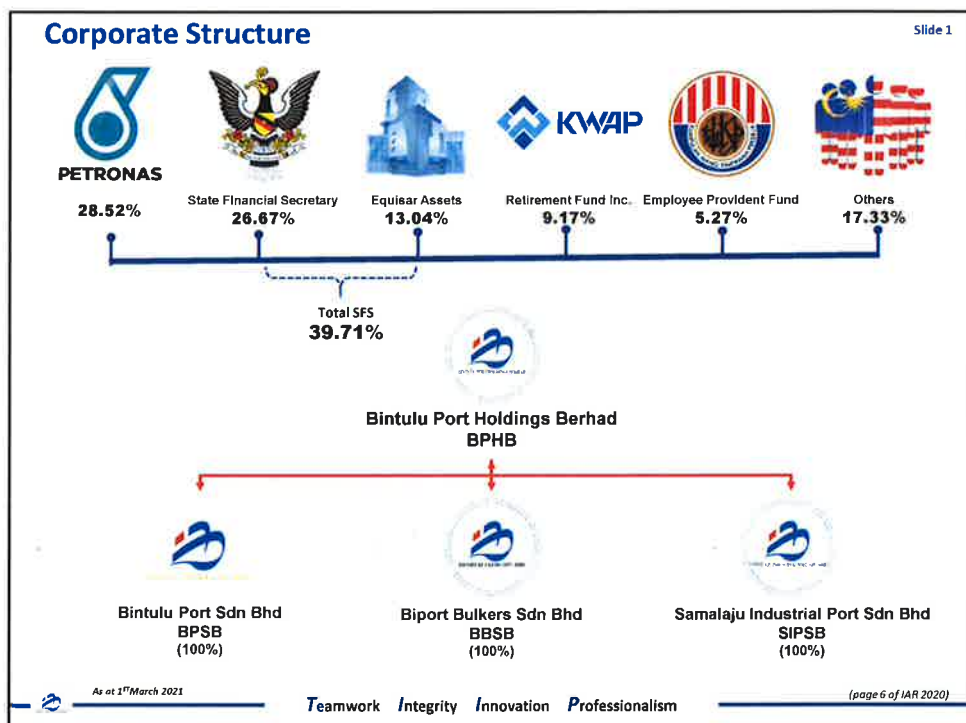 Corporate Structure
Slide 1
PETRONAS
KWAP
28.52%
State Financial Secretary
26.67%
Equisar Assets
13.04%
Retirement Fund Inc.
9.17%
Employee Provident Fund
5.27%
Others
17.33%
Total SFS
39.71%
Bintulu Port Holdings Berhad
BPHB
Bintulu Port Sdn Bhd
BPSB
(100%)
Biport Bulkers Sdn Bhd
BBSB
(100%)
Samalaju Industrial Port Sdn Bhd
SIPSB
(100%)
As at 1ST March 2021
Teamwork Integrity Innovation Professionalism
(page 6 of IAR 2020)